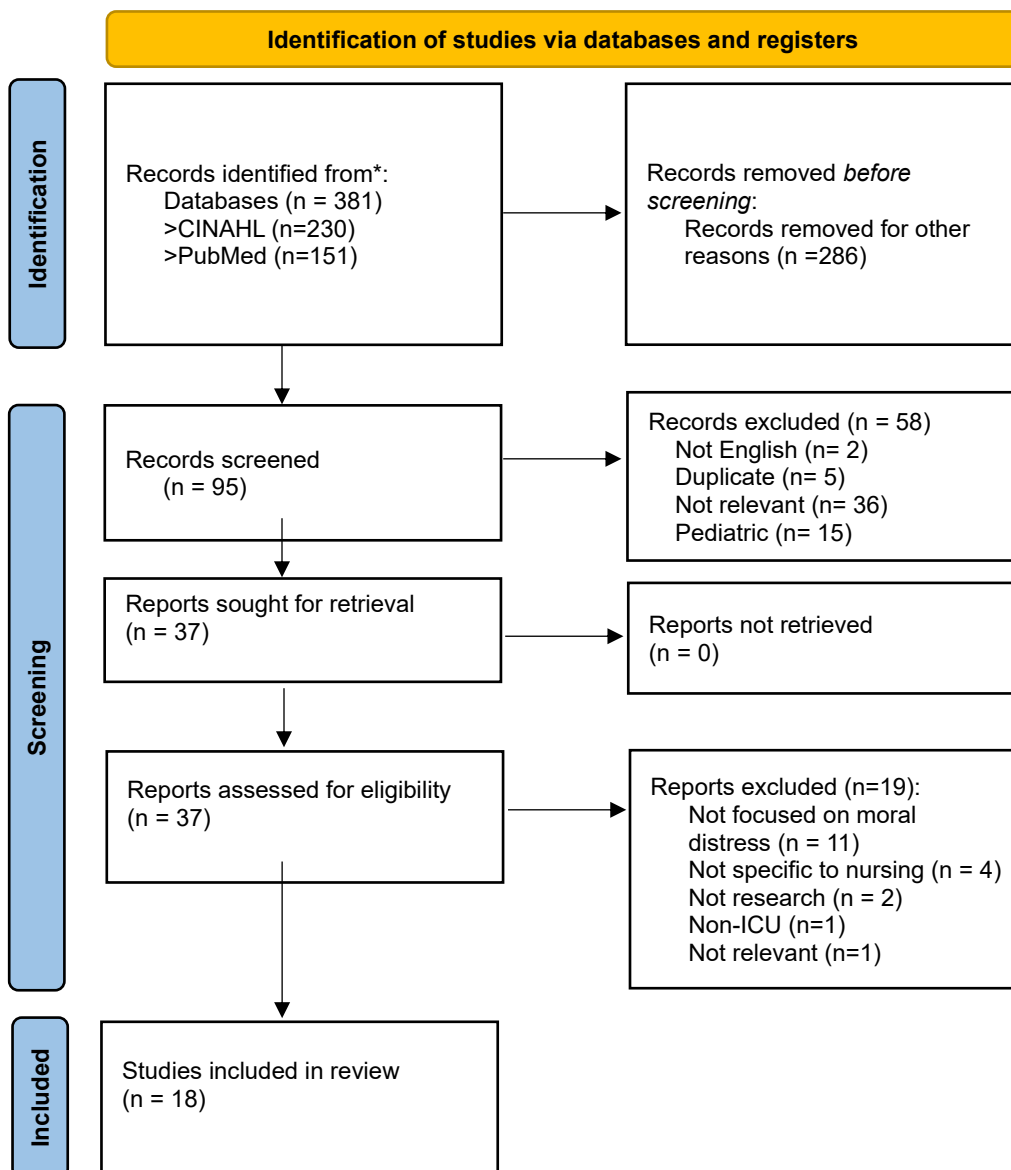 Identification of studies via databases and registers
Identification
Records identified from*:
Databases (n = 381)
>CINAHL (n=230)
>PubMed (n=151)
Records removed before
screening:
Records removed for other
reasons (n =286)
Screening
Records screened
(n = 95)
Records excluded (n = 58)
Not English (n= 2)
Duplicate (n= 5)
Not relevant (n= 36)
Pediatric (n= 15)
Reports sought for retrieval
(n = 37)
Reports not retrieved
(n = 0)
Reports assessed for eligibility
(n = 37)
Reports excluded (n=19):
Not focused on moral
distress (n = 11)
Not specific to nursing (n = 4)
Not research (n = 2)
Non-ICU (n=1)
Not relevant (n=1)
Included
Studies included in review
(n = 18)